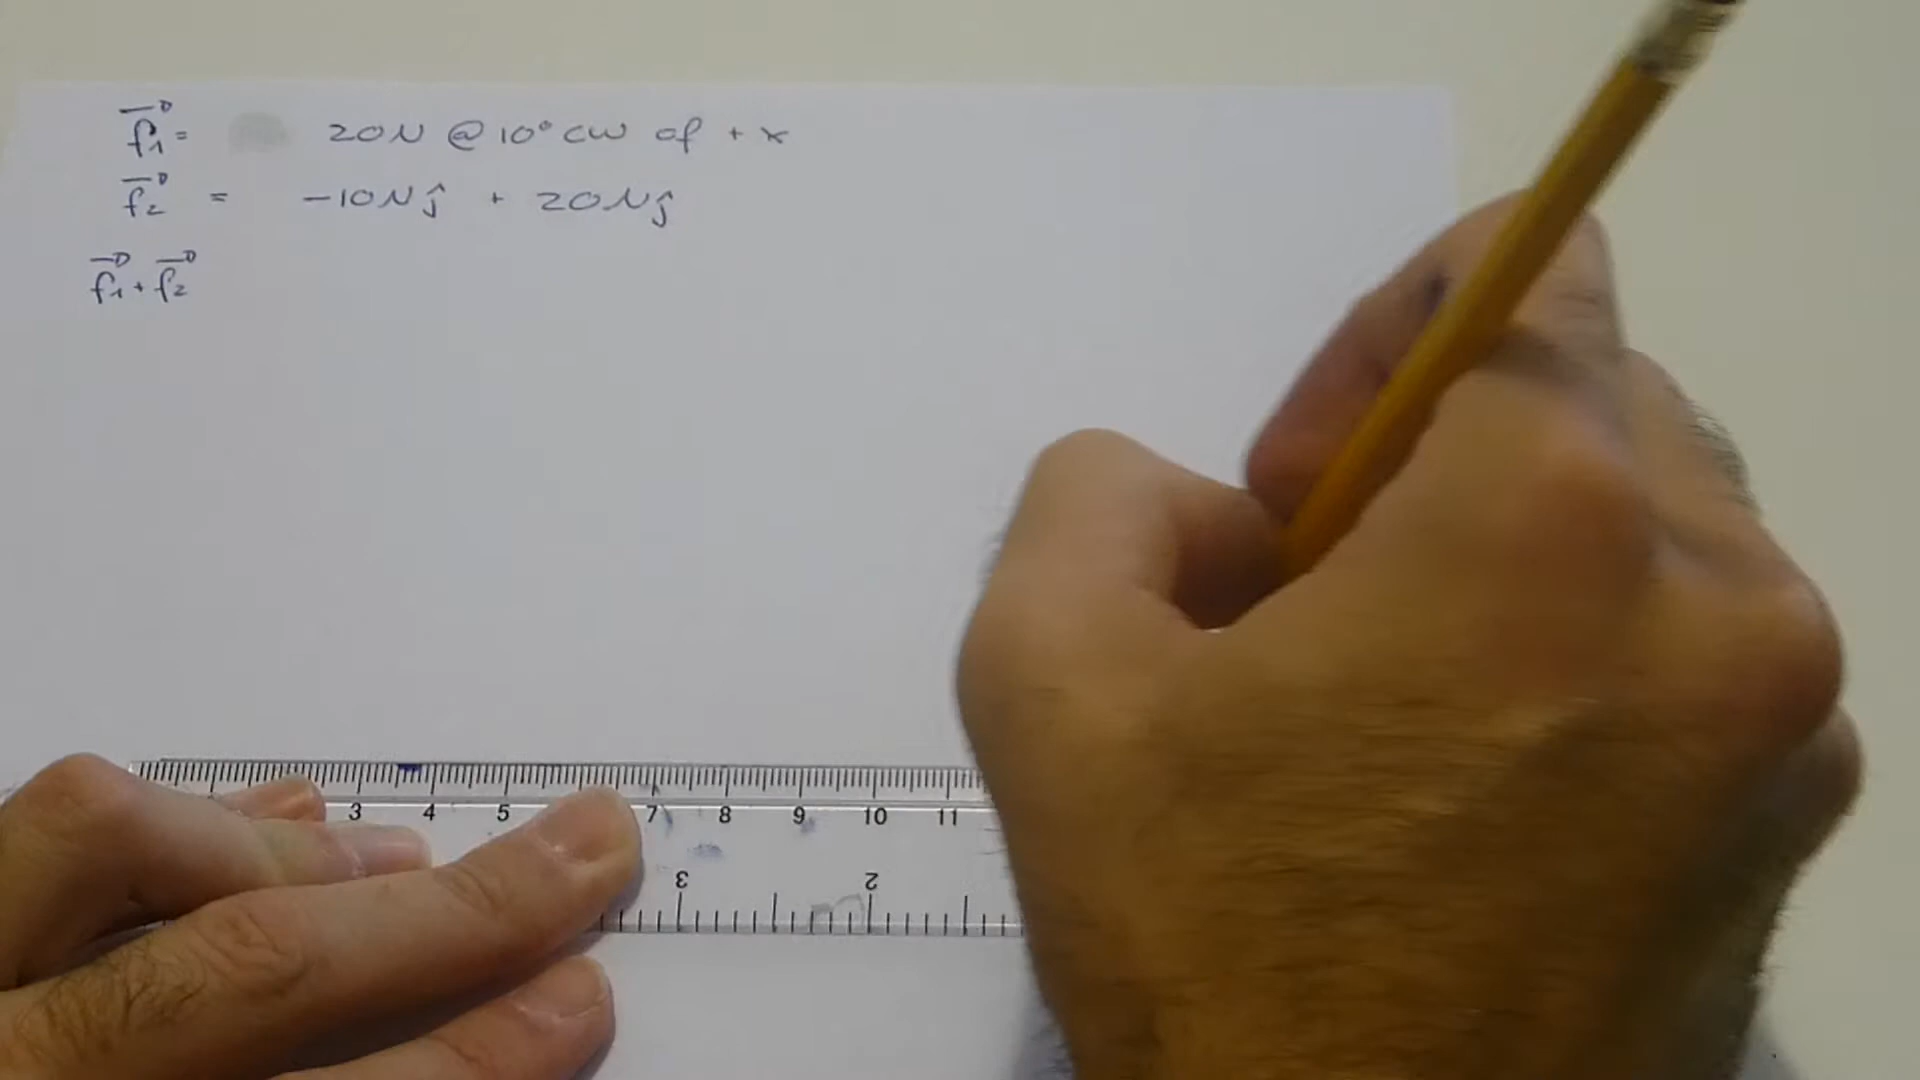 f₁⃗ = 20N @ 10° CW of + x
f₂⃗ = -10N ĵ + 20N ĵ
f₁⃗ + f₂⃗
3 4 5 7 8 9 10 11
3 2